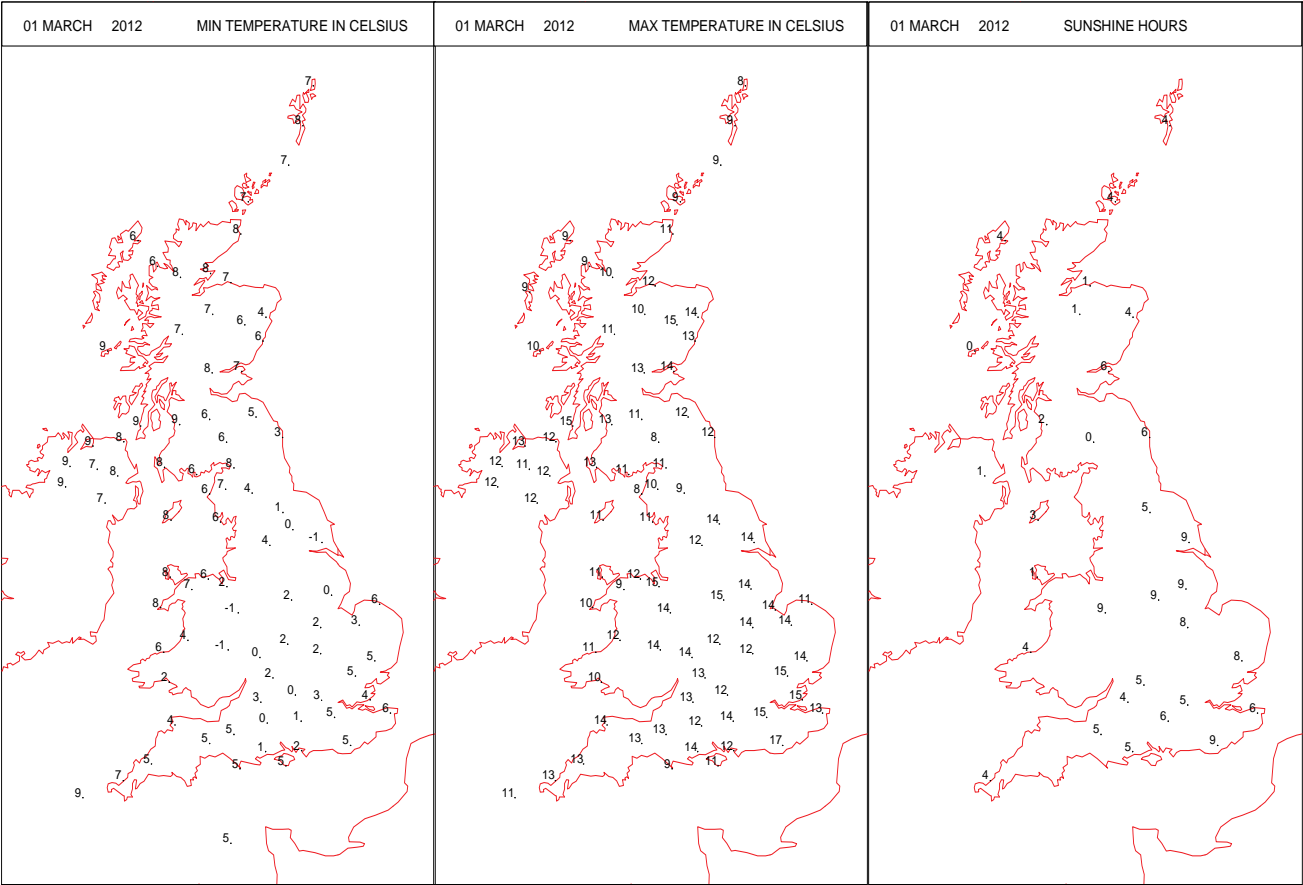 01 MARCH 2012 MIN TEMPERATURE IN CELSIUS
7.
8.
7.
7.
8.
6.
6. 8. 8.
7.
7. 4.
7. 6. 6.
9.
8. 7.
9. 9. 6. 5.
9. 8. 6. 3.
9. 7. 8. 8. 6. 8.
9. 7. 6. 7. 4.
8. 6. 1.
0.
4. -1.
8. 6.
7. 2. 2. 0.
8. -1. 6.
2. 3.
4. -1. 2.
6. 0. 2. 5.
2. 2. 5.
3. 0. 3. 4.
4. 0. 1. 5. 6.
5. 5.
5. 1. 2. 5.
7. 5. 5.
9.
5.
01 MARCH 2012 MAX TEMPERATURE IN CELSIUS
8.
9.
9.
9.
11.
9.
9. 10.
9. 12.
10. 14.
11. 15. 13.
10.
13. 14.
15. 13. 11. 12.
13. 12. 8. 12.
12. 11. 12. 13. 11. 11.
12. 12. 8. 10. 9.
11. 11. 14.
12. 14.
11. 12.
9. 15. 15. 14.
10. 14. 14. 11.
14. 14.
12. 14. 12.
11. 14. 12. 14.
10. 13. 15.
13. 12. 15.
14. 12. 14. 15. 13.
13. 13.
14. 12. 17.
13. 9. 11.
13.
11.
01 MARCH 2012 SUNSHINE HOURS
4.
4.
4.
1.
1. 4.
0.
6.
2.
0. 6.
1.
3. 5.
9.
1.
9. 9. 9.
8.
4. 8.
5.
4. 5. 6.
5. 6.
5. 9.
4.